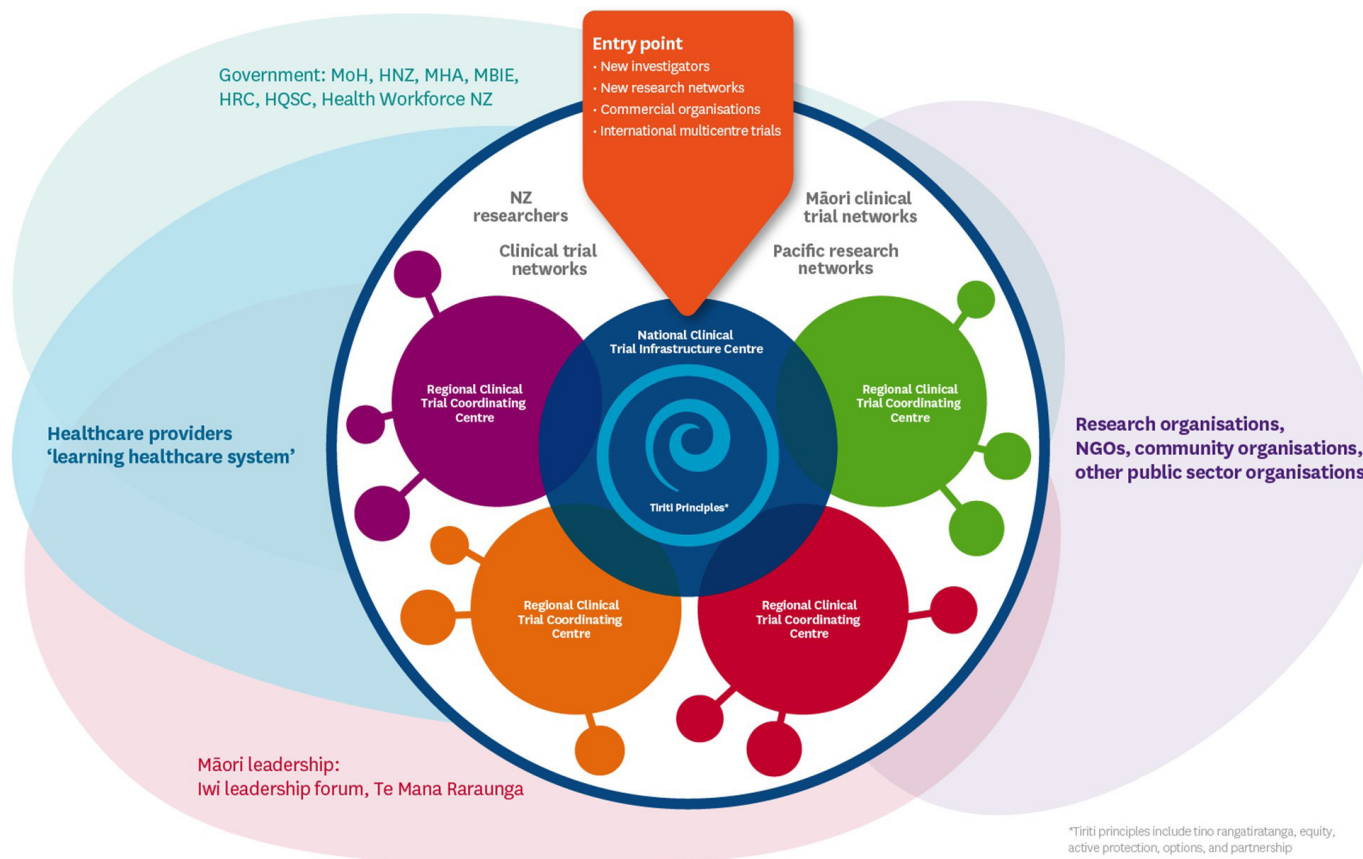 Entry point
· New investigators
· New research networks
· Commercial organisations
· International multicentre trials
Government: MoH, HNZ, MHA, MBIE,
HRC, HQSC, Health Workforce NZ
NZ
researchers
Clinical trial
networks
Māori clinical
trial networks
Pacific research
networks
National Clinical
Trial Infrastructure Centre
Tiriti Principles*
Regional Clinical
Trial Coordinating
Centre
Regional Clinical
Trial Coordinating
Centre
Healthcare providers
‘learning healthcare system’
Research organisations,
NGOs, community organisations,
other public sector organisations
Regional Clinical
Trial Coordinating
Centre
Regional Clinical
Trial Coordinating
Centre
Māori leadership:
Iwi leadership forum, Te Mana Raraunga
*Tiriti principles include tino rangatiratanga, equity,
active protection, options, and partnership